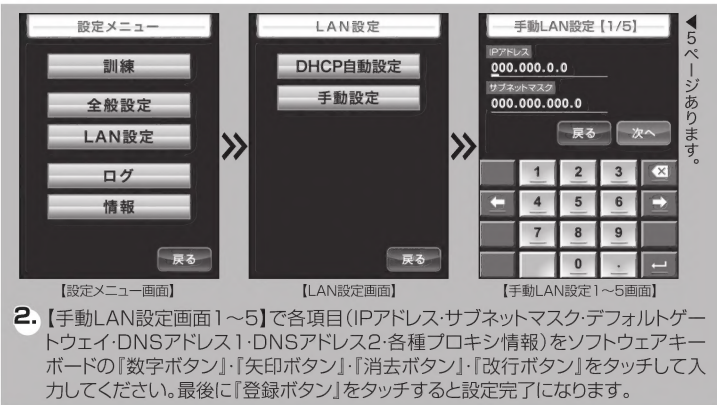 設定メニュー
訓練
全般設定
LAN設定
ログ
情報
戻る
【設定メニュー画面】
LAN設定
DHCP自動設定
手動設定
戻る
【LAN設定画面】
手動LAN設定【1/5】
IPアドレス
000.000.0.0
サブネットマスク
000.000.000.0
戻る 次へ
1 2 3
4 5 6
7 8 9
0 .
【手動LAN設定1～5画面】
◀5ページあります。
2.【手動LAN設定画面1～5】で各項目(IPアドレス・サブネットマスク・デフォルトゲー
トウェイ・DNSアドレス1・DNSアドレス2・各種プロキシ情報)をソフトウェアキー
ボードの『数字ボタン』・『矢印ボタン』・『消去ボタン』・『改行ボタン』をタッチして入
力してください。最後に『登録ボタン』をタッチすると設定完了になります。